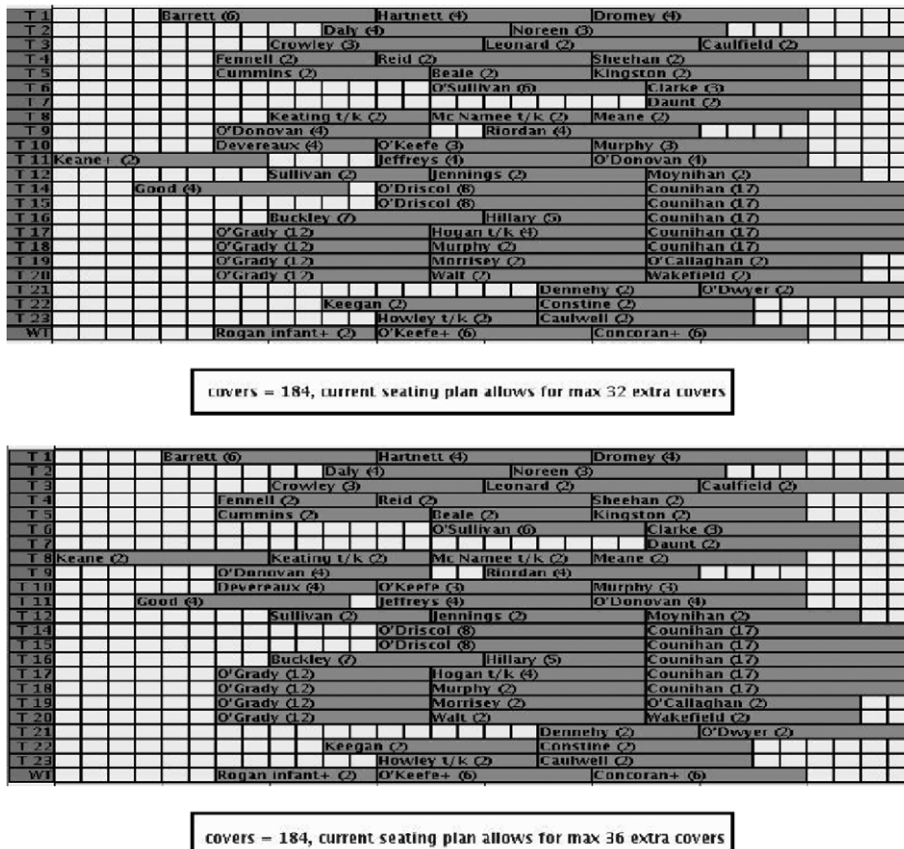 T 1 Barrett (6) Hartnett (4) Dromey (4)
T 2 Daly (4) Noreen (3)
T 3 Crowley (3) Leonard (2) Caulfield (2)
T 4 Fennell (2) Reid (2) Sheehan (2)
T 5 Cummins (2) Beale (2) Kingston (2)
T 6 O'Sullivan (6) Clarke (3)
T 7 Daunt (2)
T 8 Keating t/k (2) Mc Namee t/k (2) Meane (2)
T 9 O'Donovan (4) Riordan (4)
T 10 Devereaux (4) O'Keefe (3) Murphy (3)
T 11 Keane+ (2) Jeffreys (4) O'Donovan (4)
T 12 Sullivan (2) Jennings (2) Moynihan (2)
T 14 Good (4) O'Driscol (8) Counihan (17)
T 15 O'Driscol (8) Counihan (17)
T 16 Buckley (7) Hillary (5) Counihan (17)
T 17 O'Grady (12) Hogan t/k (4) Counihan (17)
T 18 O'Grady (12) Murphy (2) Counihan (17)
T 19 O'Grady (12) Morrisey (2) O'Callaghan (2)
T 20 O'Grady (12) Walt (2) Wakefield (2)
T 21 Dennehy (2) O'Dwyer (2)
T 22 Keegan (2) Constine (2)
T 23 Howley t/k (2) Caulwell (2)
WT Rogan infant+ (2) O'Keefe+ (6) Concoran+ (6)
covers = 184, current seating plan allows for max 32 extra covers
T 1 Barrett (6) Hartnett (4) Dromey (4)
T 2 Daly (4) Noreen (3)
T 3 Crowley (3) Leonard (2) Caulfield (2)
T 4 Fennell (2) Reid (2) Sheehan (2)
T 5 Cummins (2) Beale (2) Kingston (2)
T 6 O'Sullivan (6) Clarke (3)
T 7 Daunt (2)
T 8 Keane (2) Keating t/k (2) Mc Namee t/k (2) Meane (2)
T 9 O'Donovan (4) Riordan (4)
T 10 Devereaux (4) O'Keefe (3) Murphy (3)
T 11 Good (4) Jeffreys (4) O'Donovan (4)
T 12 Sullivan (2) Jennings (2) Moynihan (2)
T 14 O'Driscol (8) Counihan (17)
T 15 O'Driscol (8) Counihan (17)
T 16 Buckley (7) Hillary (5) Counihan (17)
T 17 O'Grady (12) Hogan t/k (4) Counihan (17)
T 18 O'Grady (12) Murphy (2) Counihan (17)
T 19 O'Grady (12) Morrisey (2) O'Callaghan (2)
T 20 O'Grady (12) Walt (2) Wakefield (2)
T 21 Dennehy (2) O'Dwyer (2)
T 22 Keegan (2) Constine (2)
T 23 Howley t/k (2) Caulwell (2)
WT Rogan infant+ (2) O'Keefe+ (6) Concoran+ (6)
covers = 184, current seating plan allows for max 36 extra covers